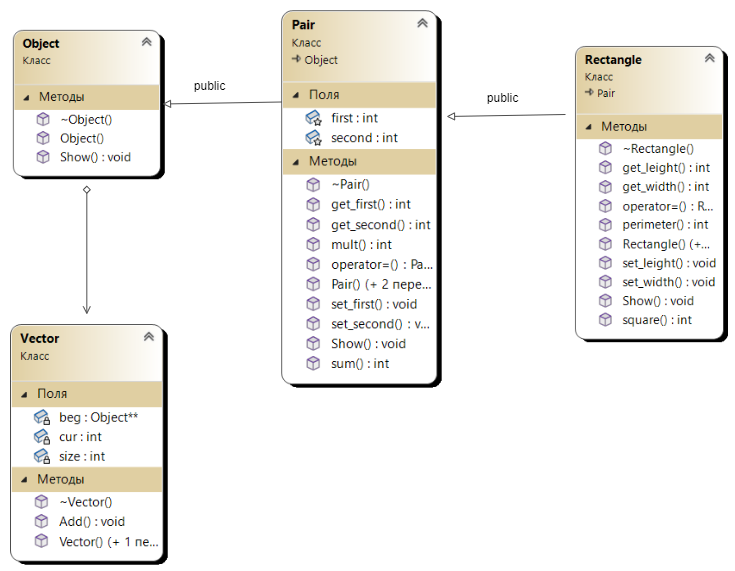 Object
Класс
Методы
~Object()
Object()
Show() : void
public
Pair
Класс
Object
Поля
first : int
second : int
Методы
~Pair()
get_first() : int
get_second() : int
mult() : int
operator=() : Pa...
Pair() (+ 2 пере...
set_first() : void
set_second() : v...
Show() : void
sum() : int
public
Rectangle
Класс
Pair
Методы
~Rectangle()
get_leight() : int
get_width() : int
operator=() : R...
perimeter() : int
Rectangle() (+...
set_leight() : void
set_width() : void
Show() : void
square() : int
Vector
Класс
Поля
beg : Object**
cur : int
size : int
Методы
~Vector()
Add() : void
Vector() (+ 1 пе...